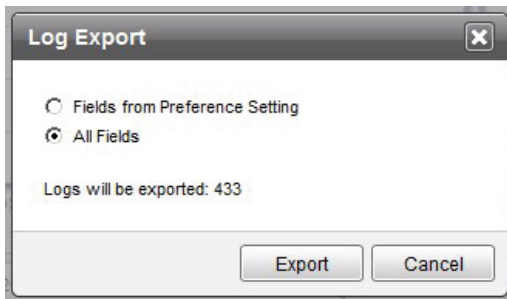 Log Export
Fields from Preference Setting
All Fields
Logs will be exported: 433
Export
Cancel